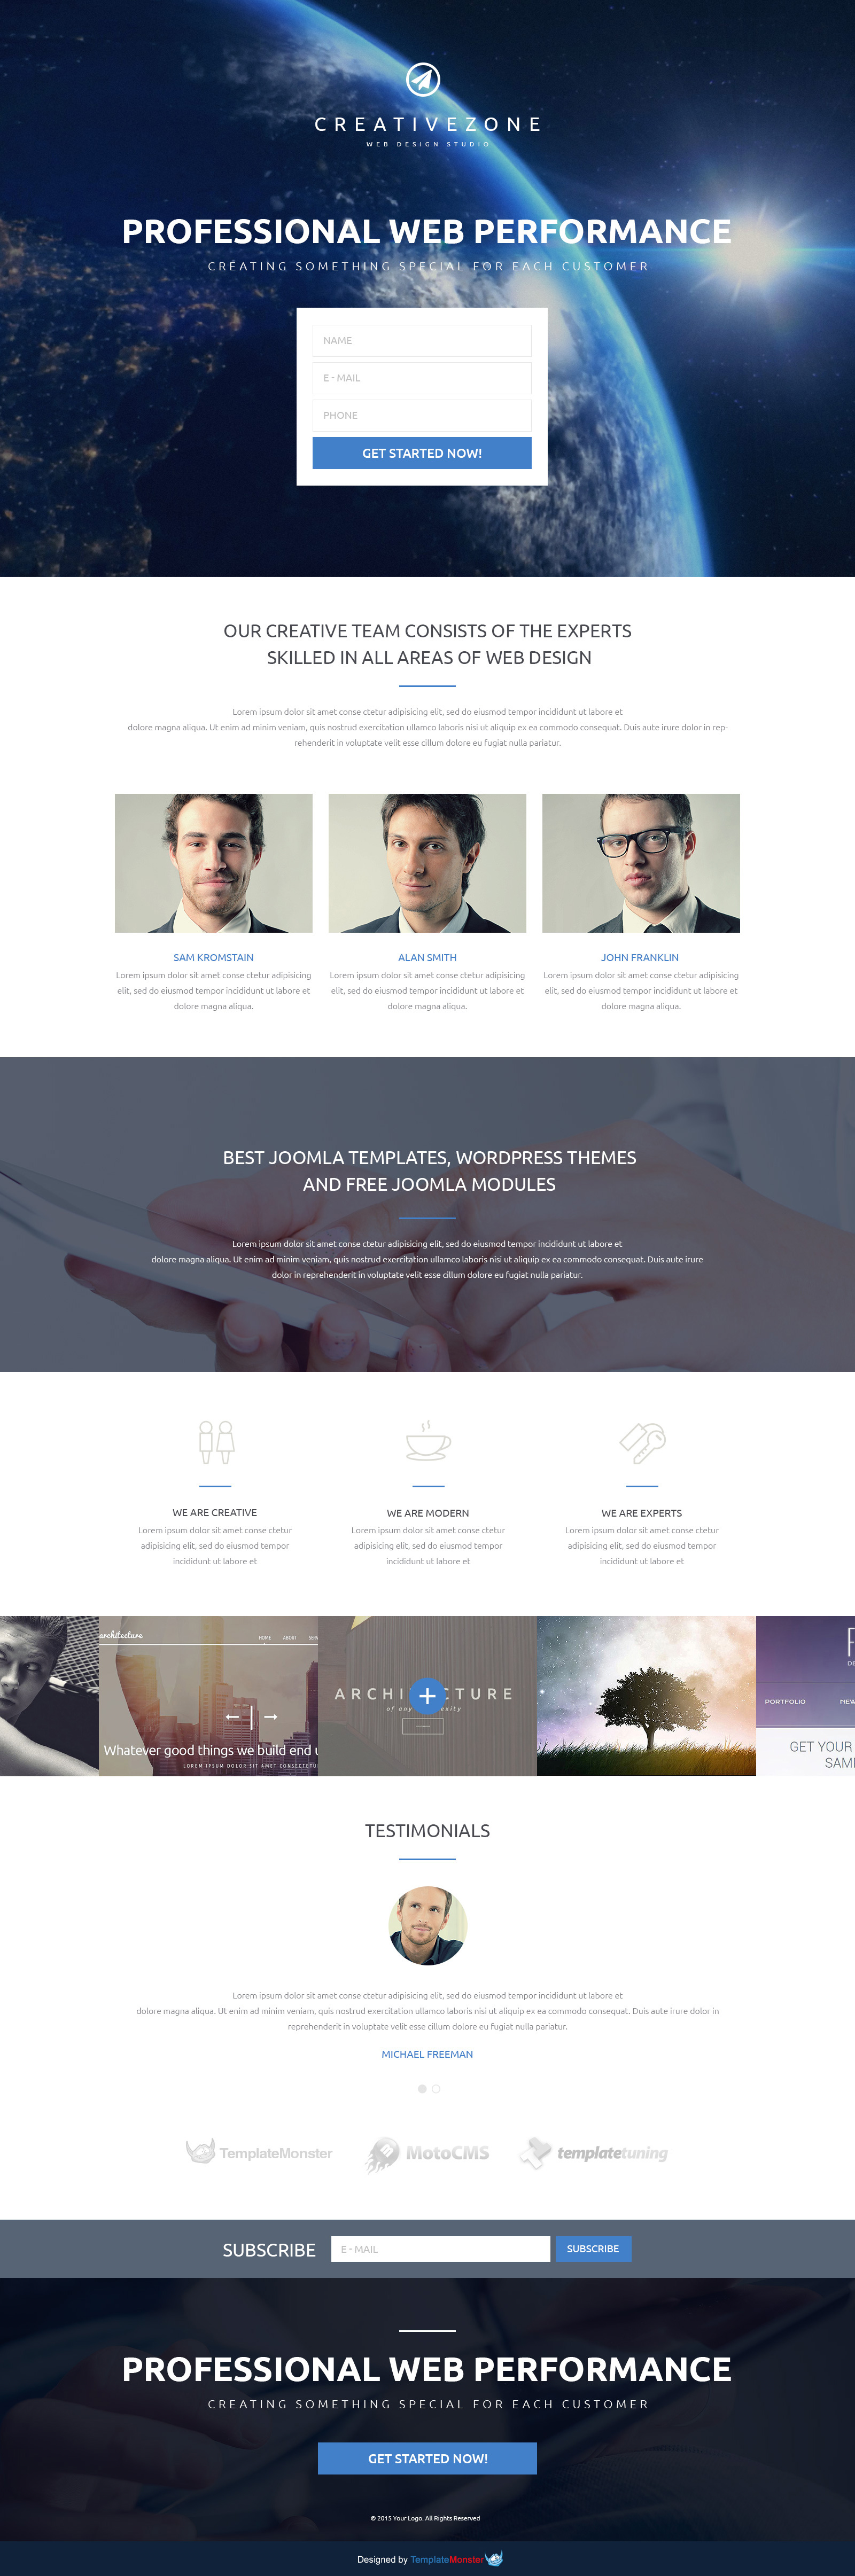 CREATIVEZONE
WEB DESIGN STUDIO
PROFESSIONAL WEB PERFORMANCE
CREATING SOMETHING SPECIAL FOR EACH CUSTOMER
NAME
E - MAIL
PHONE
GET STARTED NOW!
OUR CREATIVE TEAM CONSISTS OF THE EXPERTS
SKILLED IN ALL AREAS OF WEB DESIGN
Lorem ipsum dolor sit amet conse ctetur adipisicing elit, sed do eiusmod tempor incididunt ut labore et
dolore magna aliqua. Ut enim ad minim veniam, quis nostrud exercitation ullamco laboris nisi ut aliquip ex ea commodo consequat. Duis aute irure dolor in rep-
rehenderit in voluptate velit esse cillum dolore eu fugiat nulla pariatur.
SAM KROMSTAIN
Lorem ipsum dolor sit amet conse ctetur adipisicing
elit, sed do eiusmod tempor incididunt ut labore et
dolore magna aliqua.
ALAN SMITH
Lorem ipsum dolor sit amet conse ctetur adipisicing
elit, sed do eiusmod tempor incididunt ut labore et
dolore magna aliqua.
JOHN FRANKLIN
Lorem ipsum dolor sit amet conse ctetur adipisicing
elit, sed do eiusmod tempor incididunt ut labore et
dolore magna aliqua.
BEST JOOMLA TEMPLATES, WORDPRESS THEMES
AND FREE JOOMLA MODULES
Lorem ipsum dolor sit amet conse ctetur adipisicing elit, sed do eiusmod tempor incididunt ut labore et
dolore magna aliqua. Ut enim ad minim veniam, quis nostrud exercitation ullamco laboris nisi ut aliquip ex ea commodo consequat. Duis aute irure
dolor in reprehenderit in voluptate velit esse cillum dolore eu fugiat nulla pariatur.
WE ARE CREATIVE
Lorem ipsum dolor sit amet conse ctetur
adipisicing elit, sed do eiusmod tempor
incididunt ut labore et
WE ARE MODERN
Lorem ipsum dolor sit amet conse ctetur
adipisicing elit, sed do eiusmod tempor
incididunt ut labore et
WE ARE EXPERTS
Lorem ipsum dolor sit amet conse ctetur
adipisicing elit, sed do eiusmod tempor
incididunt ut labore et
architecture
HOME ABOUT SERV
Whatever good things we build end u
LOREM IPSUM DOLOR SIT AMET CONSECTETU
ARCHI CTURE
of any exity
F
DE
PORTFOLIO NEW
GET YOUR
SAM
TESTIMONIALS
Lorem ipsum dolor sit amet conse ctetur adipisicing elit, sed do eiusmod tempor incididunt ut labore et
dolore magna aliqua. Ut enim ad minim veniam, quis nostrud exercitation ullamco laboris nisi ut aliquip ex ea commodo consequat. Duis aute irure dolor in
reprehenderit in voluptate velit esse cillum dolore eu fugiat nulla pariatur.
MICHAEL FREEMAN
TemplateMonster
MotoCMS
templatetuning
SUBSCRIBE
E - MAIL
SUBSCRIBE
PROFESSIONAL WEB PERFORMANCE
CREATING SOMETHING SPECIAL FOR EACH CUSTOMER
GET STARTED NOW!
© 2015 Your Logo. All Rights Reserved
Designed by TemplateMonster